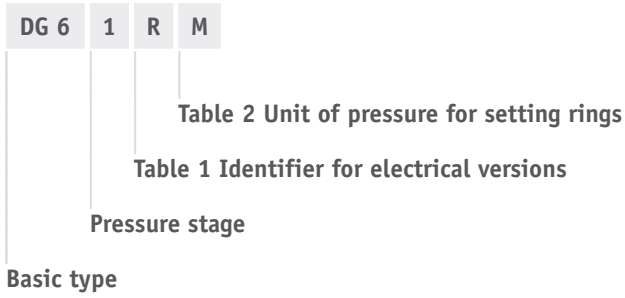 DG 6 1 R M
Table 2 Unit of pressure for setting rings
Table 1 Identifier for electrical versions
Pressure stage
Basic type